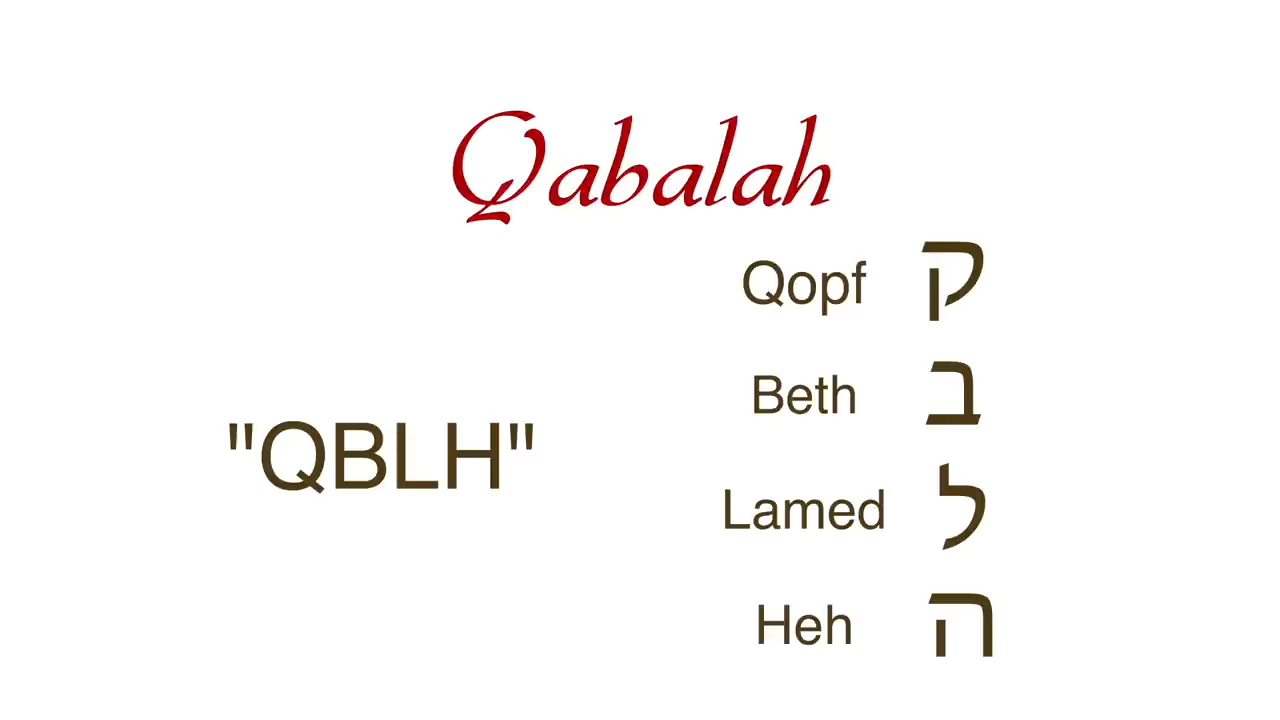 Qabalah
Qopf ק
Beth ב
"QBLH"
Lamed ל
Heh ה